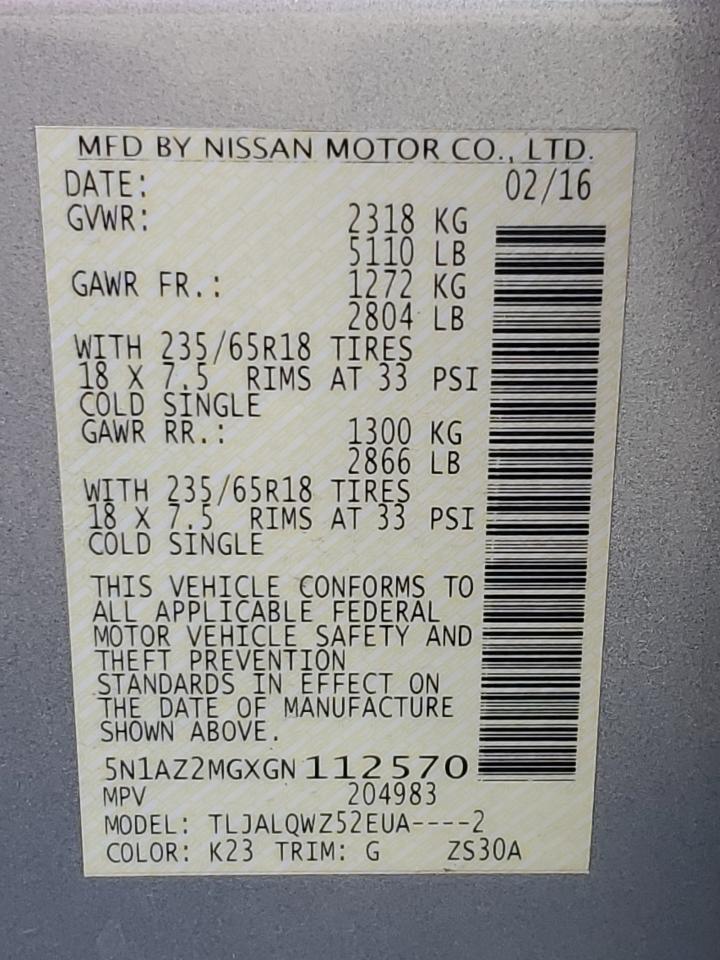 MFD BY NISSAN MOTOR CO., LTD.
DATE: 02/16
GVWR: 2318 KG
5110 LB
GAWR FR.: 1272 KG
2804 LB
WITH 235/65R18 TIRES
18 X 7.5 RIMS AT 33 PSI
COLD SINGLE
GAWR RR.: 1300 KG
2866 LB
WITH 235/65R18 TIRES
18 X 7.5 RIMS AT 33 PSI
COLD SINGLE
THIS VEHICLE CONFORMS TO
ALL APPLICABLE FEDERAL
MOTOR VEHICLE SAFETY AND
THEFT PREVENTION
STANDARDS IN EFFECT ON
THE DATE OF MANUFACTURE
SHOWN ABOVE.
5N1AZ2MGXGN112570
MPV 204983
MODEL: TLJALQWZ52EUA----2
COLOR: K23 TRIM: G ZS30A